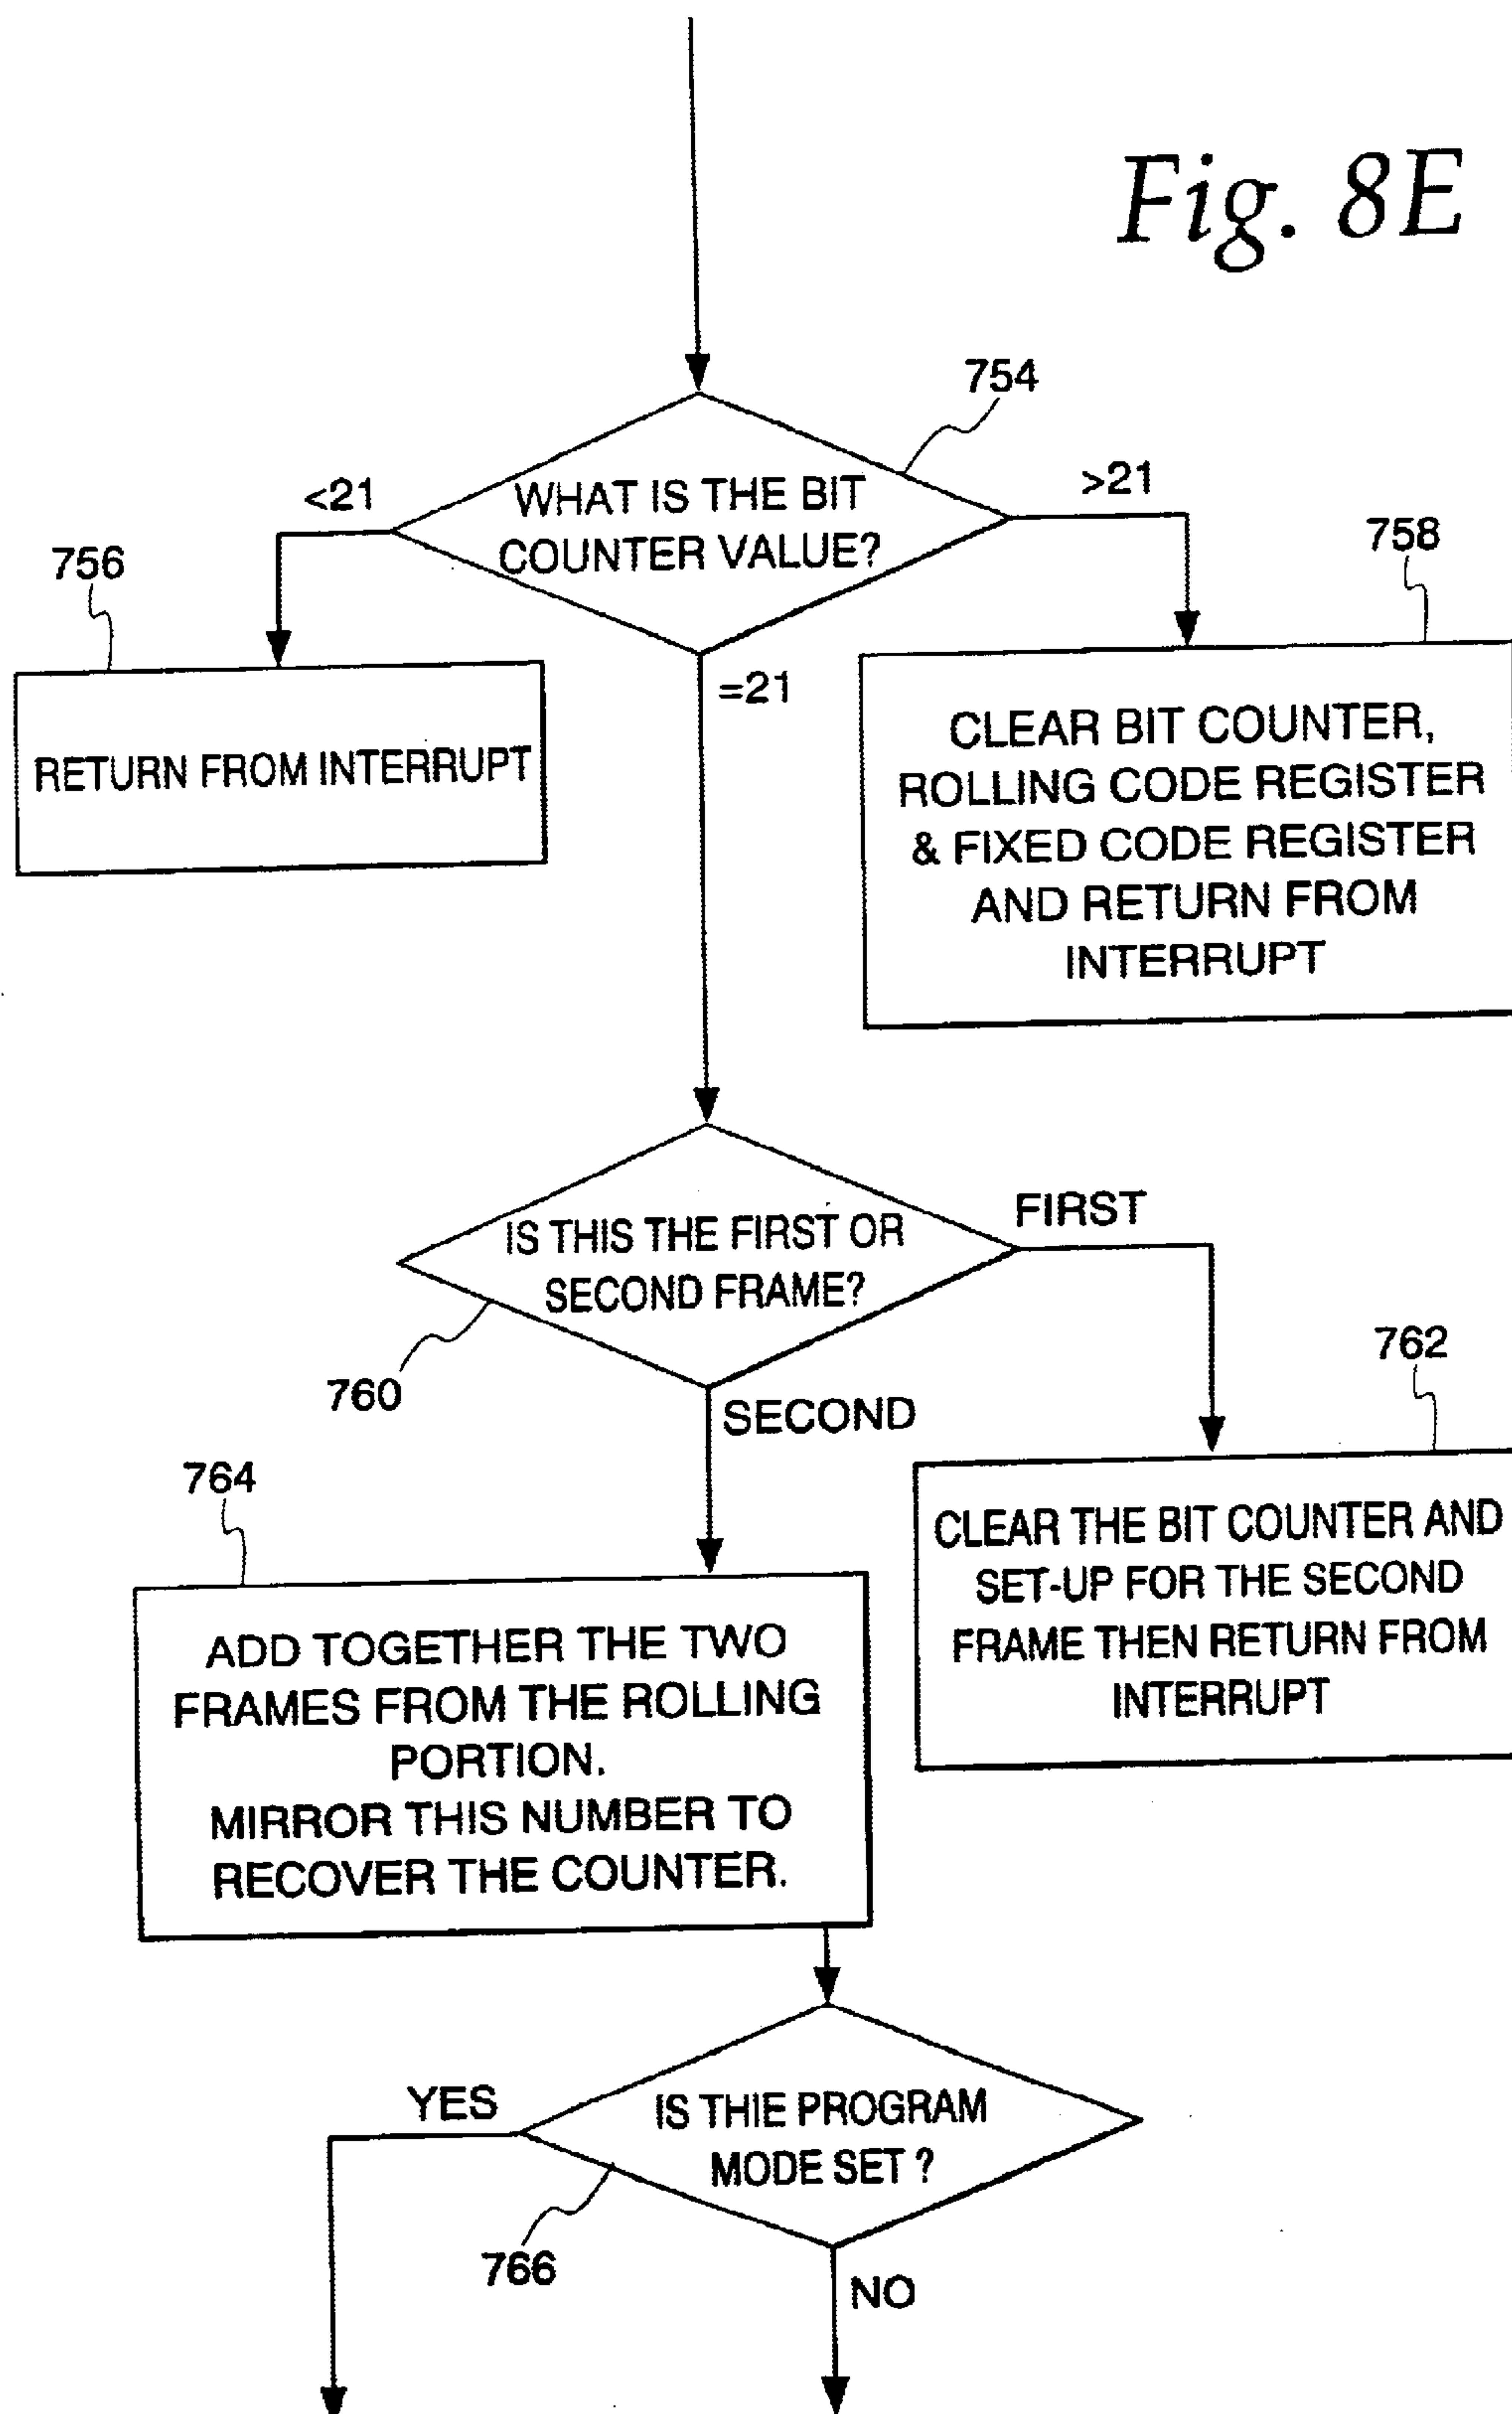 Fig. 8E
754
<21
WHAT IS THE BIT
COUNTER VALUE?
>21
756
758
RETURN FROM INTERRUPT
=21
CLEAR BIT COUNTER,
ROLLING CODE REGISTER
& FIXED CODE REGISTER
AND RETURN FROM
INTERRUPT
IS THIS THE FIRST OR
SECOND FRAME?
FIRST
760
SECOND
762
764
CLEAR THE BIT COUNTER AND
SET-UP FOR THE SECOND
FRAME THEN RETURN FROM
INTERRUPT
ADD TOGETHER THE TWO
FRAMES FROM THE ROLLING
PORTION.
MIRROR THIS NUMBER TO
RECOVER THE COUNTER.
YES
IS THIE PROGRAM
MODE SET ?
766
NO